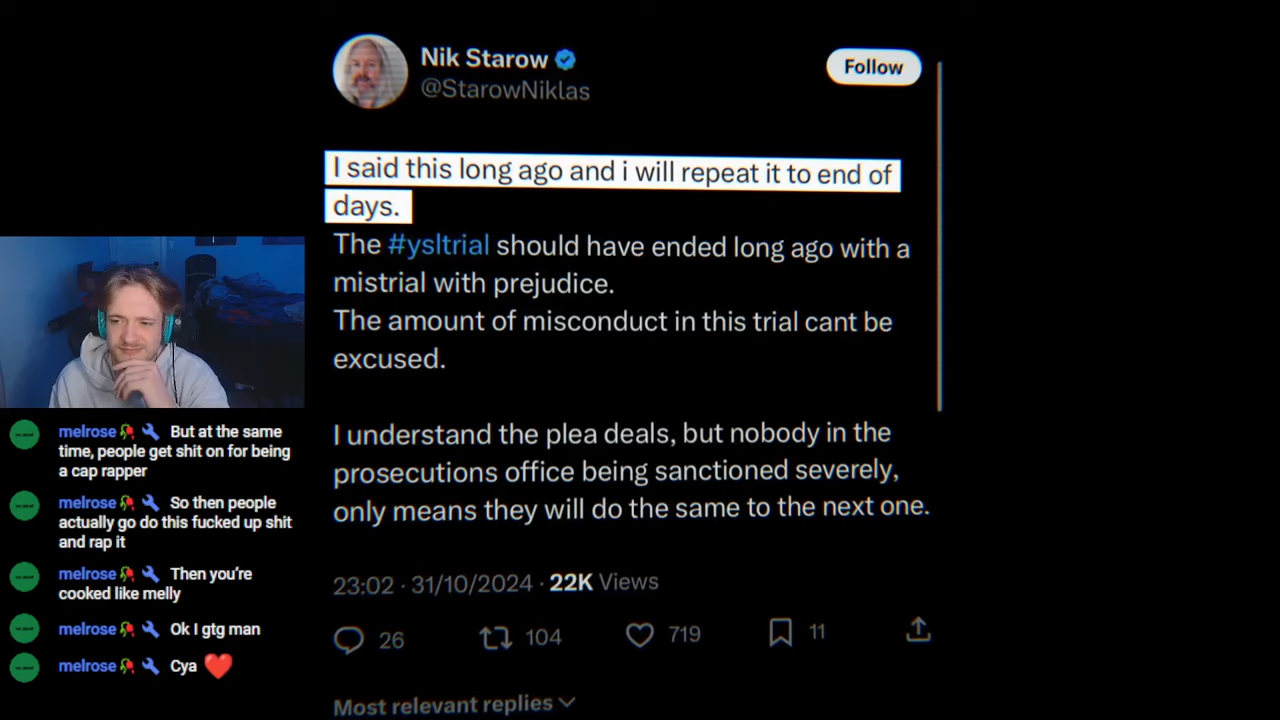 Nik Starow
@StarowNiklas
Follow
I said this long ago and i will repeat it to end of
days.
The #ysltrial should have ended long ago with a
mistrial with prejudice.
The amount of misconduct in this trial cant be
excused.
I understand the plea deals, but nobody in the
prosecutions office being sanctioned severely,
only means they will do the same to the next one.
23:02 · 31/10/2024 · 22K Views
26 104 719 11
Most relevant replies
melrose🥀 🔧 But at the same
time, people get shit on for being
a cap rapper
melrose🥀 🔧 So then people
actually go do this fucked up shit
and rap it
melrose🥀 🔧 Then you're
cooked like melly
melrose🥀 🔧 Ok I gtg man
melrose🥀 🔧 Cya ❤️